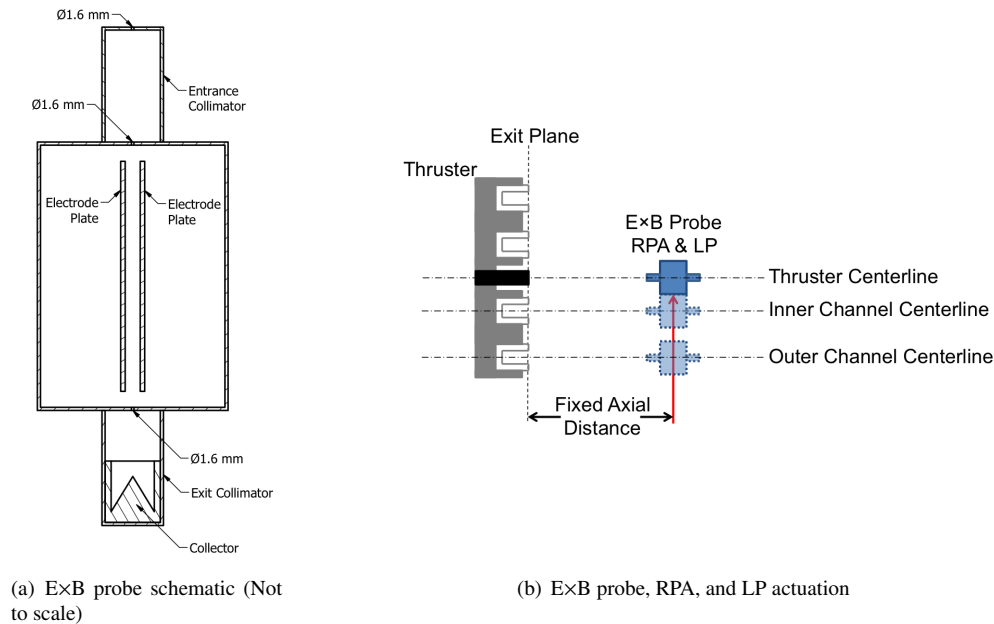 Ø1.6 mm
Entrance
Collimator
Ø1.6 mm
Electrode
Plate
Electrode
Plate
Ø1.6 mm
Exit Collimator
Collector
(a) E×B probe schematic (Not
to scale)
Exit Plane
Thruster
E×B Probe
RPA & LP
Thruster Centerline
Inner Channel Centerline
Outer Channel Centerline
Fixed Axial
Distance
(b) E×B probe, RPA, and LP actuation